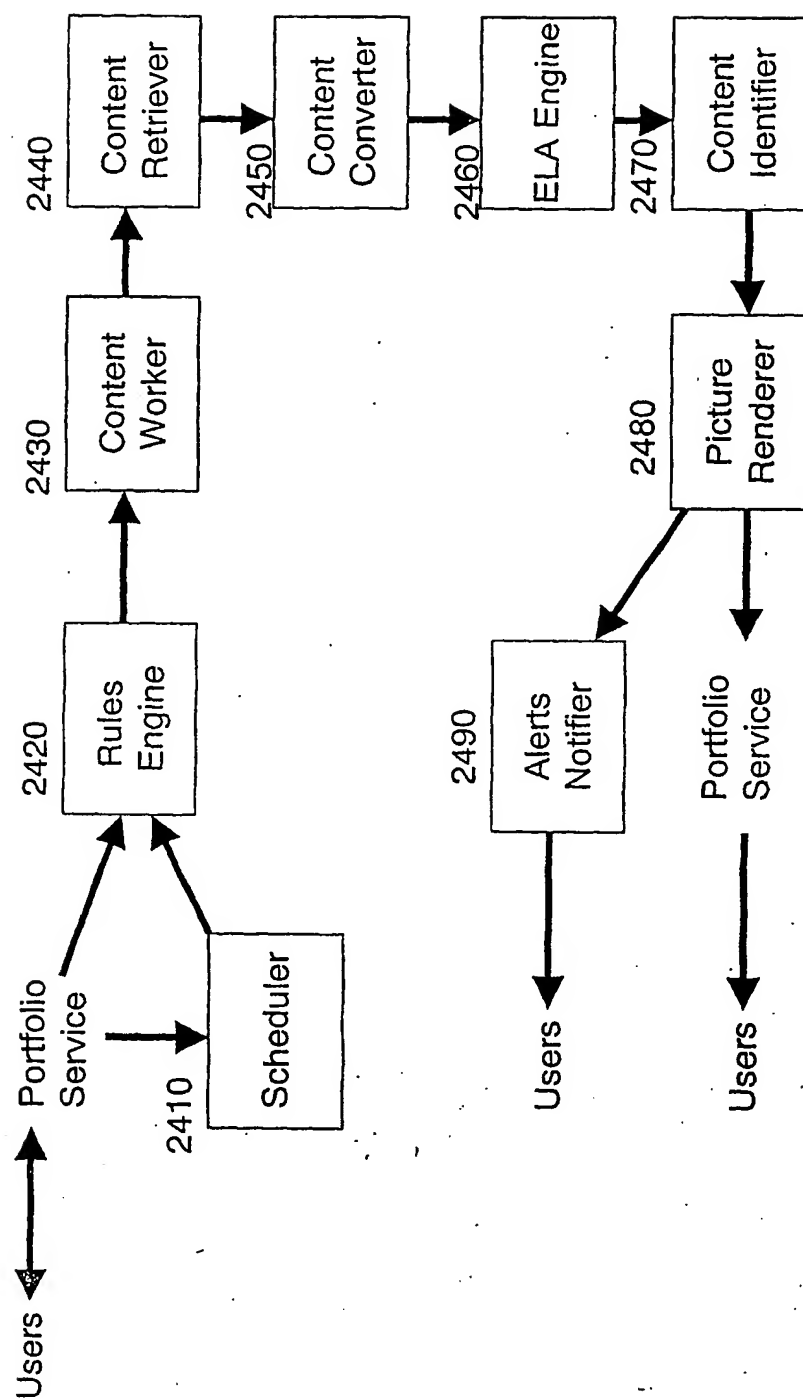 Users
Portfolio
Service
2410
Scheduler
2420
Rules
Engine
2430
Content
Worker
2440
Content
Retriever
2450
Content
Converter
2460
ELA Engine
2470
Content
Identifier
2480
Picture
Renderer
2490
Alerts
Notifier
Users
Portfolio
Service
Users